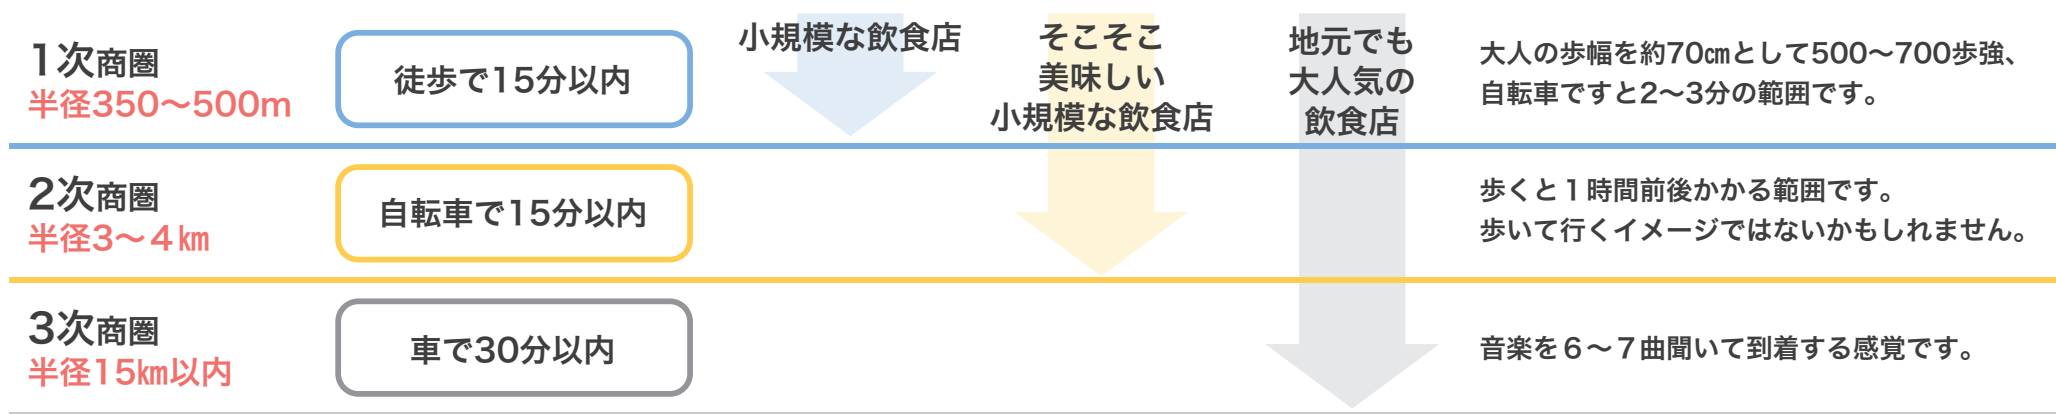 1次商圏
半径350〜500m
徒歩で15分以内
小規模な飲食店
そこそこ
美味しい
小規模な飲食店
地元でも
大人気の
飲食店
大人の歩幅を約70㎝として500〜700歩強、
自転車ですと2〜3分の範囲です。
2次商圏
半径3〜４㎞
自転車で15分以内
歩くと１時間前後かかる範囲です。
歩いて行くイメージではないかもしれません。
3次商圏
半径15㎞以内
車で30分以内
音楽を６〜７曲聞いて到着する感覚です。